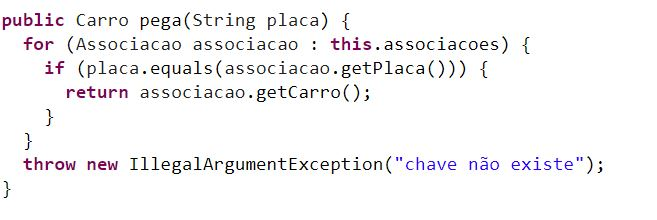 public Carro pega(String placa) {
for (Associacao associacao : this.associacoes) {
if (placa.equals(associacao.getPlaca())) {
return associacao.getCarro();
}
}
throw new IllegalArgumentException("chave não existe");
}